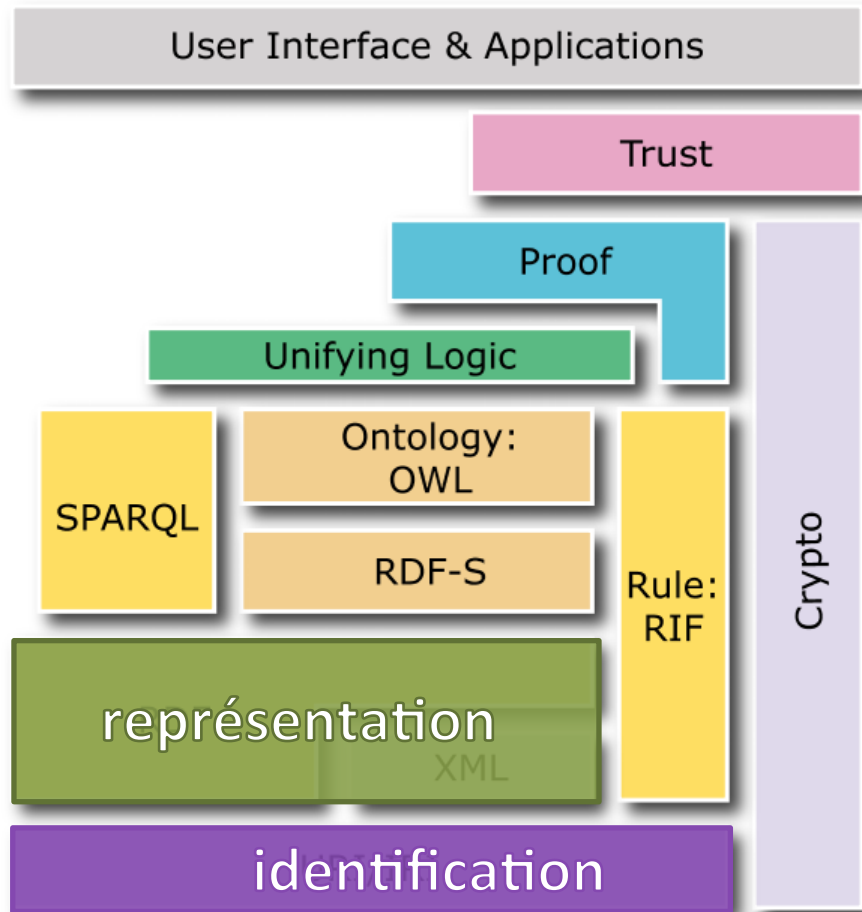 User Interface & Applications
Trust
Proof
Unifying Logic
Ontology:
OWL
SPARQL
RDF-S
Rule:
RIF
Crypto
représentation
XML
identification